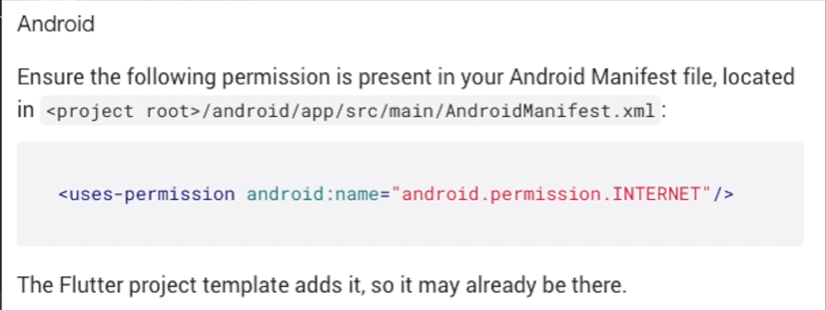 Android
Ensure the following permission is present in your Android Manifest file, located
in <project root>/android/app/src/main/AndroidManifest.xml:
<uses-permission android:name="android.permission.INTERNET"/>
The Flutter project template adds it, so it may already be there.